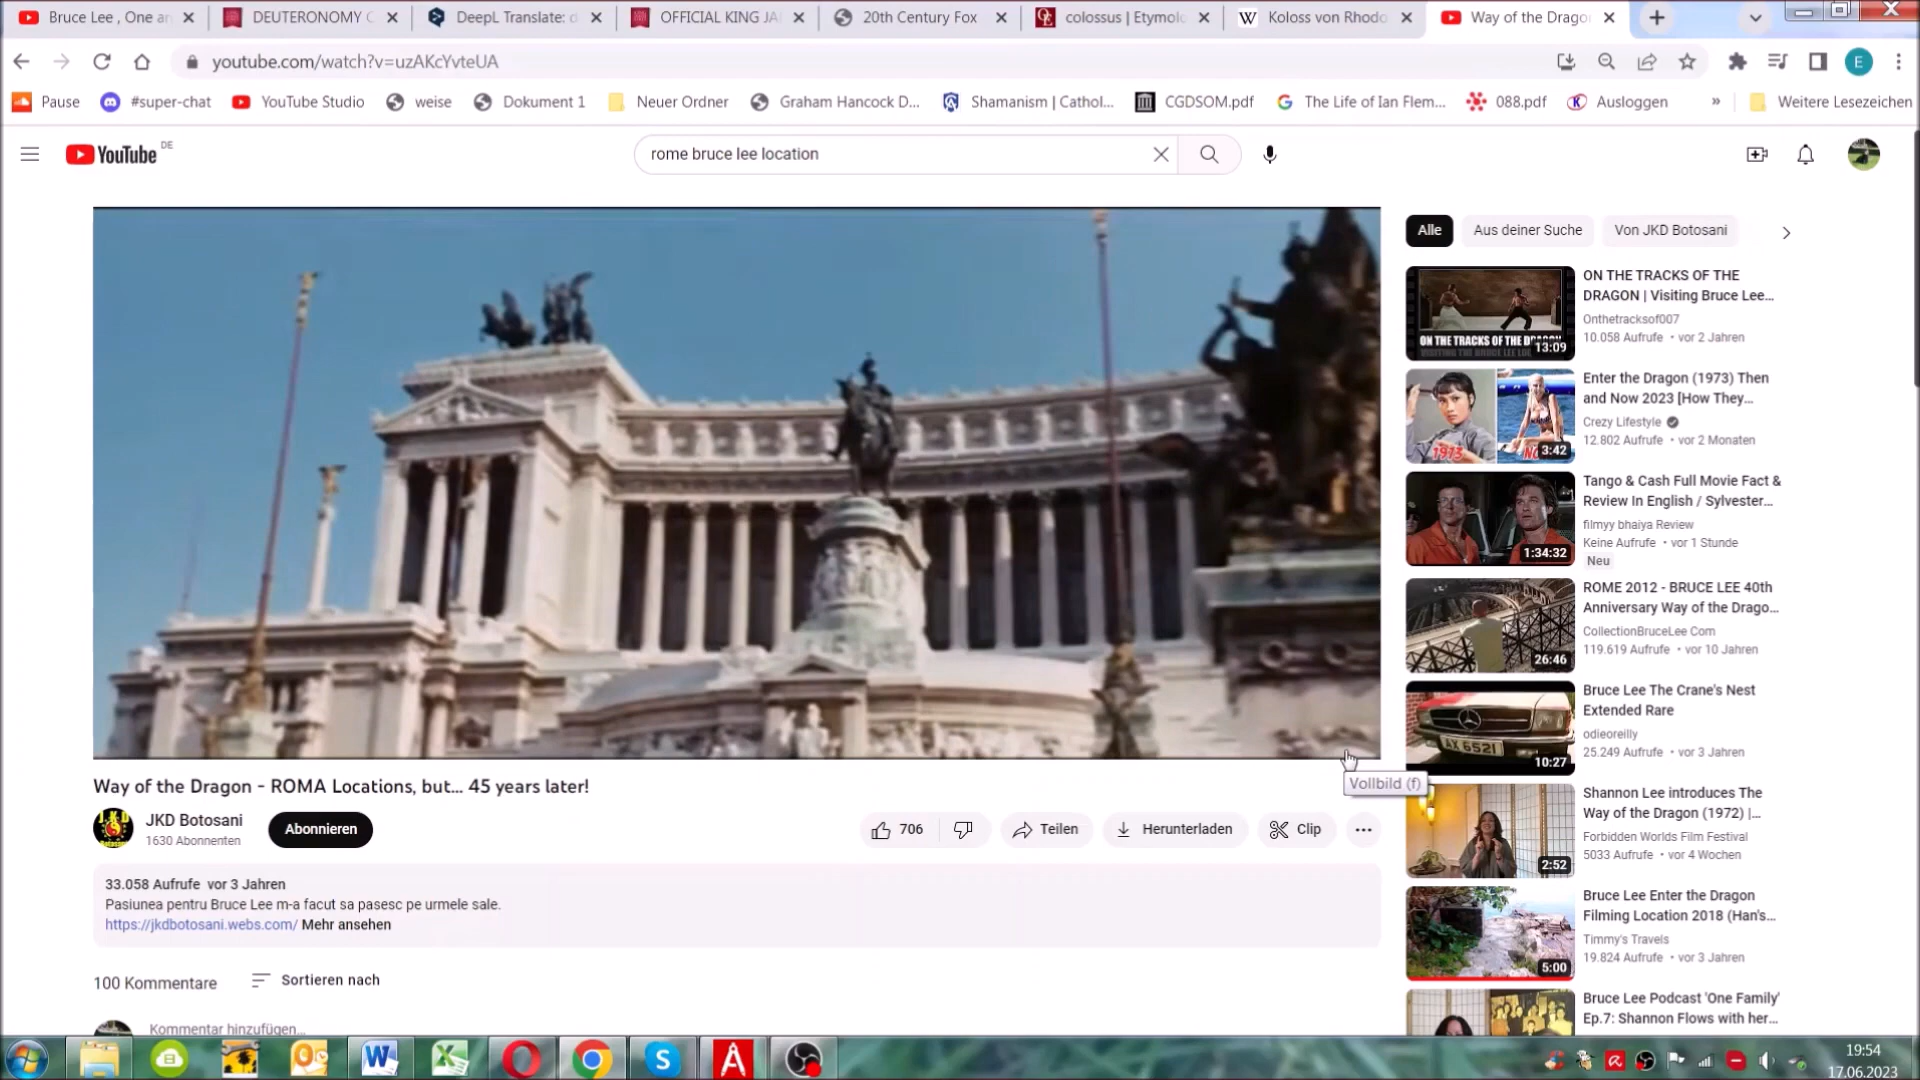 Bruce Lee , One an
DEUTERONOMY C
DeepL Translate: d
OFFICIAL KING JA
20th Century Fox
colossus | Etymolo
Koloss von Rhodo
Way of the Drago
youtube.com/watch?v=uzAKcYvteUA
E
Pause
#super-chat
YouTube Studio
weise
Dokument 1
Neuer Ordner
Graham Hancock D...
Shamanism | Cathol...
CGDSOM.pdf
The Life of Ian Flem...
088.pdf
Ausloggen
»
Weitere Lesezeichen
YouTube DE
rome bruce lee location
Alle
Aus deiner Suche
Von JKD Botosani
ON THE TRACKS OF THE
DRAGON | Visiting Bruce Lee...
Onthetracksof007
10.058 Aufrufe • vor 2 Jahren
13:09
Enter the Dragon (1973) Then
and Now 2023 [How They...
Crezy Lifestyle
12.802 Aufrufe • vor 2 Monaten
1973
3:42
Tango & Cash Full Movie Fact &
Review In English / Sylvester...
filmyy bhaiya Review
Keine Aufrufe • vor 1 Stunde
Neu
1:34:32
ROME 2012 - BRUCE LEE 40th
Anniversary Way of the Drago...
CollectionBruceLee Com
119.619 Aufrufe • vor 10 Jahren
26:46
Bruce Lee The Crane's Nest
Extended Rare
odieoreilly
25.249 Aufrufe • vor 3 Jahren
AX 6521
10:27
Shannon Lee introduces The
Way of the Dragon (1972) |...
Forbidden Worlds Film Festival
5033 Aufrufe • vor 4 Wochen
2:52
Bruce Lee Enter the Dragon
Filming Location 2018 (Han's...
Timmy's Travels
19.824 Aufrufe • vor 3 Jahren
5:00
Bruce Lee Podcast 'One Family'
Ep.7: Shannon Flows with her...
Vollbild (f)
Way of the Dragon - ROMA Locations, but... 45 years later!
JKD Botosani
1630 Abonnenten
Abonnieren
706
Teilen
Herunterladen
Clip
33.058 Aufrufe vor 3 Jahren
Pasiunea pentru Bruce Lee m-a facut sa pasesc pe urmele sale.
https://jkdbotosani.webs.com/ Mehr ansehen
100 Kommentare
Sortieren nach
Kommentar hinzufügen...
19:54
17.06.2023